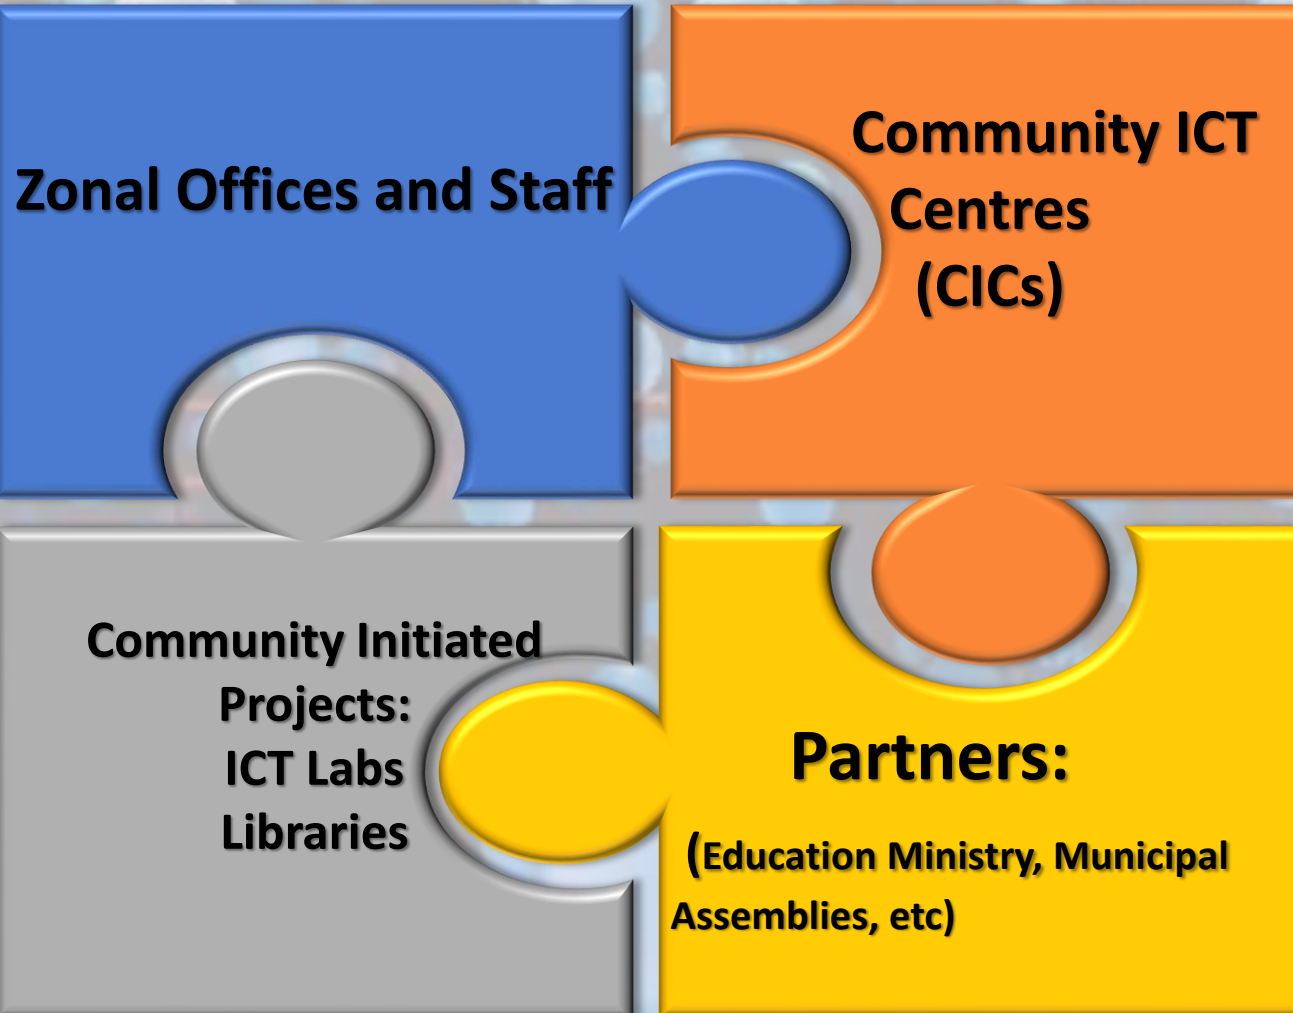 Zonal Offices and Staff
Community ICT
Centres
(CICs)
Community Initiated
Projects:
ICT Labs
Libraries
Partners:
(Education Ministry, Municipal
Assemblies, etc)